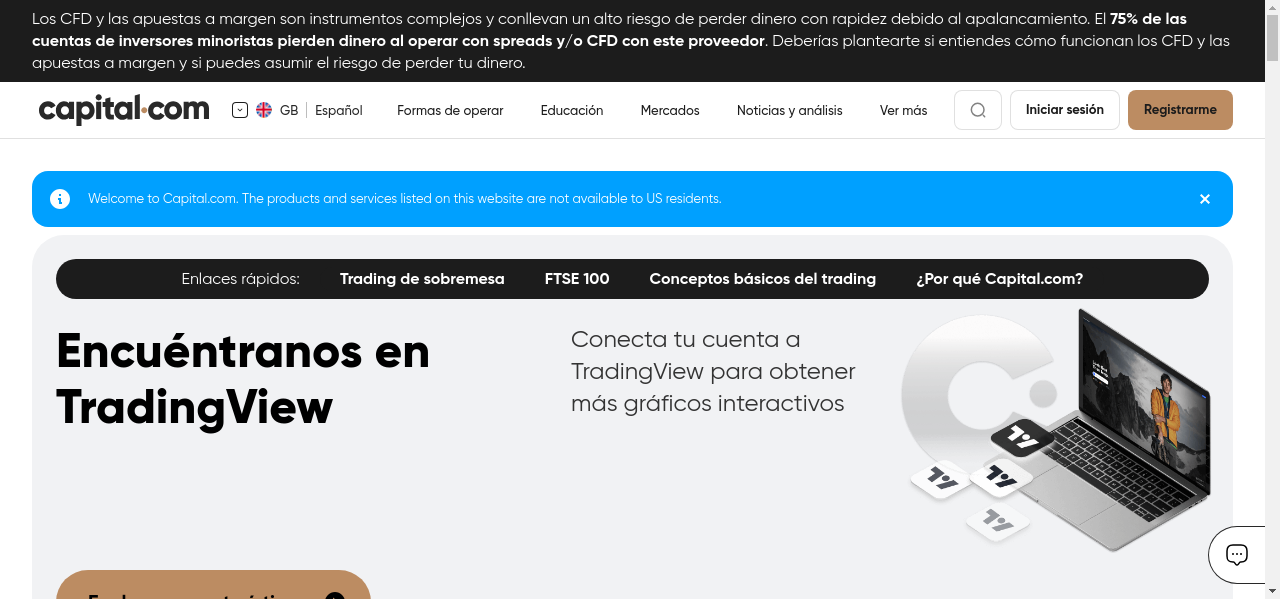 Los CFD y las apuestas a margen son instrumentos complejos y conllevan un alto riesgo de perder dinero con rapidez debido al apalancamiento. El 75% de las
cuentas de inversores minoristas pierden dinero al operar con spreads y/o CFD con este proveedor. Deberías plantearte si entiendes cómo funcionan los CFD y las
apuestas a margen y si puedes asumir el riesgo de perder tu dinero.
capital.com GB Español Formas de operar Educación Mercados Noticias y análisis Ver más Iniciar sesión Registrarme
Welcome to Capital.com. The products and services listed on this website are not available to US residents.
Enlaces rápidos: Trading de sobremesa FTSE 100 Conceptos básicos del trading ¿Por qué Capital.com?
Encuéntranos en
TradingView
Conecta tu cuenta a
TradingView para obtener
más gráficos interactivos